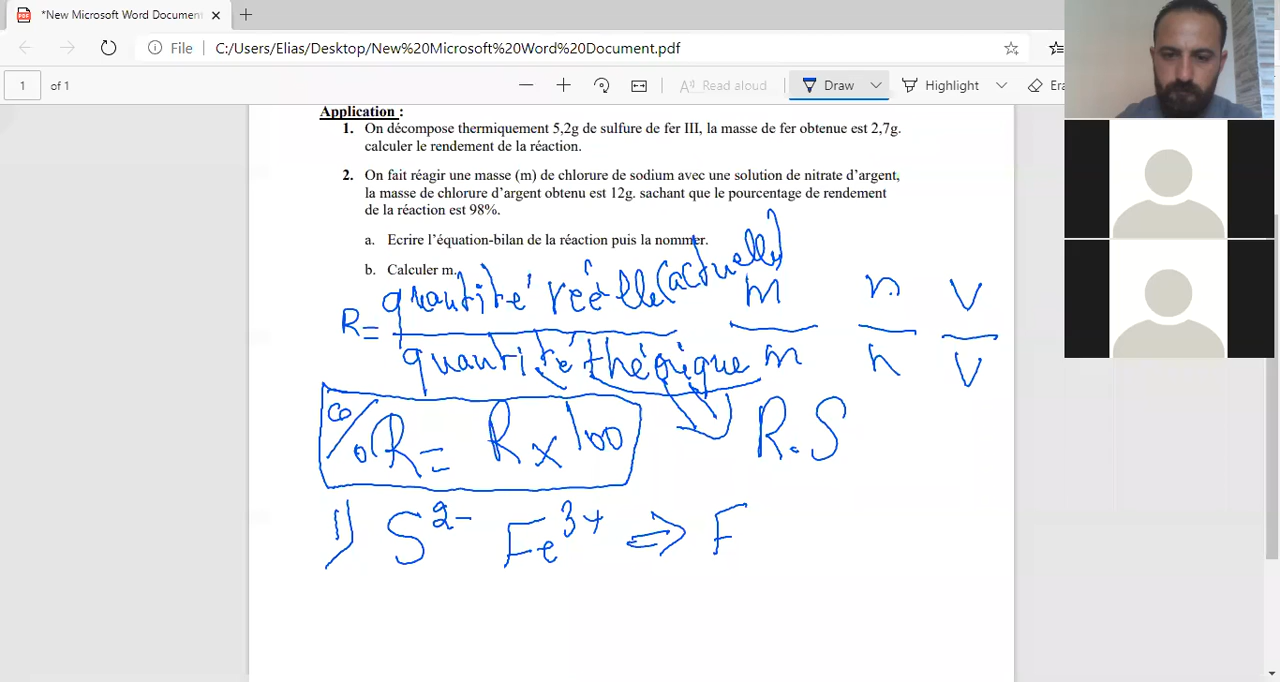 *New Microsoft Word Document
File
C:/Users/Elias/Desktop/New%20Microsoft%20Word%20Document.pdf
1 of 1
Read aloud
Draw
Highlight
Era
Application :
1. On décompose thermiquement 5,2g de sulfure de fer III, la masse de fer obtenue est 2,7g.
calculer le rendement de la réaction.
2. On fait réagir une masse (m) de chlorure de sodium avec une solution de nitrate d'argent,
la masse de chlorure d'argent obtenu est 12g. sachant que le pourcentage de rendement
de la réaction est 98%.
a. Ecrire l'équation-bilan de la réaction puis la nommer.
b. Calculer m.
R= quantité réelle (actuelle) m n v
quantité théorique m n V
%R= R x 100 R.S
1) S2- Fe3+ ⇔ F